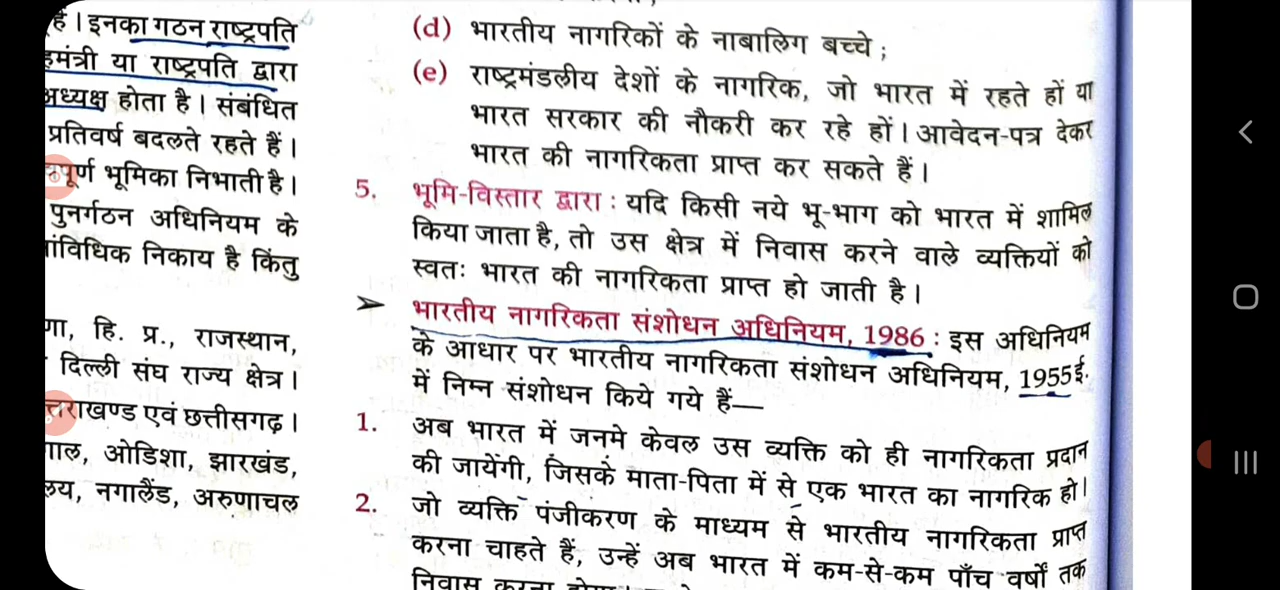 हैं। इनका गठन राष्ट्रपति
या राष्ट्रपति द्वारा
अध्यक्ष होता है। संबंधित
प्रतिवर्ष बदलते रहते हैं।
भूमिका निभाती है।
पुनर्गठन अधिनियम के
निकाय है किंतु
हि. प्र., राजस्थान,
दिल्ली संघ राज्य क्षेत्र।
एवं छत्तीसगढ़।
ओडिशा, झारखंड,
नगालैंड, अरुणाचल
(d) भारतीय नागरिकों के नाबालिग बच्चे;
(e) राष्ट्रमंडलीय देशों के नागरिक, जो भारत में रहते हों या
भारत सरकार की नौकरी कर रहे हों। आवेदन-पत्र देकर
भारत की नागरिकता प्राप्त कर सकते हैं।
5. भूमि-विस्तार द्वारा : यदि किसी नये भू-भाग को भारत में शामिल
किया जाता है, तो उस क्षेत्र में निवास करने वाले व्यक्तियों को
स्वतः भारत की नागरिकता प्राप्त हो जाती है।
➤ भारतीय नागरिकता संशोधन अधिनियम, 1986 : इस अधिनियम
के आधार पर भारतीय नागरिकता संशोधन अधिनियम, 1955ई.
में निम्न संशोधन किये गये हैं—
1. अब भारत में जनमे केवल उस व्यक्ति को ही नागरिकता प्रदान
की जायेंगी, जिसके माता-पिता में से एक भारत का नागरिक हो।
2. जो व्यक्ति पंजीकरण के माध्यम से भारतीय नागरिकता प्राप्त
करना चाहते हैं, उन्हें अब भारत में कम-से-कम पाँच वर्षों तक
निवास करना